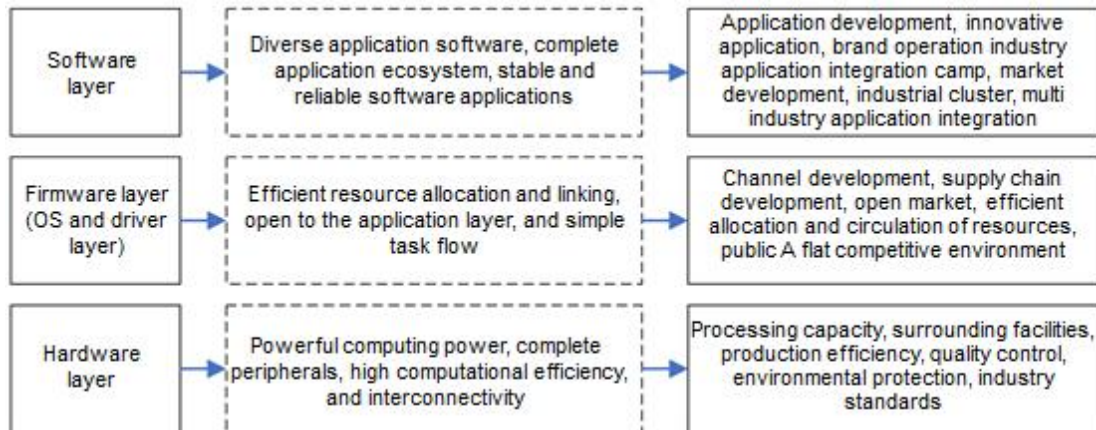 Software
layer
Diverse application software, complete
application ecosystem, stable and
reliable software applications
Application development, innovative
application, brand operation industry
application integration camp, market
development, industrial cluster, multi
industry application integration
Firmware layer
(OS and driver
layer)
Efficient resource allocation and linking,
open to the application layer, and simple
task flow
Channel development, supply chain
development, open market, efficient
allocation and circulation of resources,
public A flat competitive environment
Hardware
layer
Powerful computing power, complete
peripherals, high computational efficiency,
and interconnectivity
Processing capacity, surrounding facilities,
production efficiency, quality control,
environmental protection, industry
standards